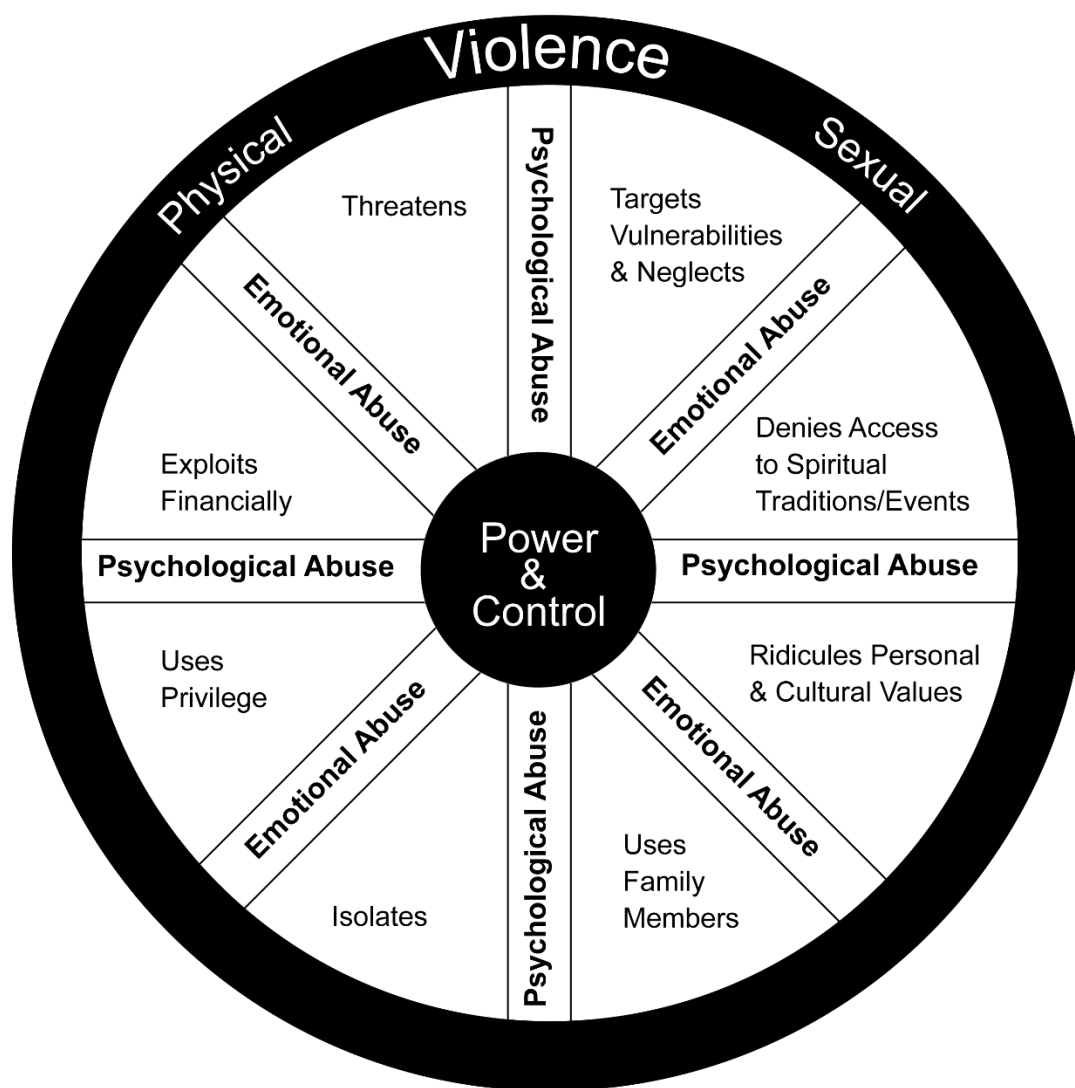 Violence
Physical
Sexual
Psychological Abuse
Threatens
Targets
Vulnerabilities
& Neglects
Emotional Abuse
Emotional Abuse
Denies Access
to Spiritual
Traditions/Events
Exploits
Financially
Power
&
Control
Psychological Abuse
Psychological Abuse
Uses
Privilege
Ridicules Personal
& Cultural Values
Emotional Abuse
Emotional Abuse
Psychological Abuse
Isolates
Uses
Family
Members